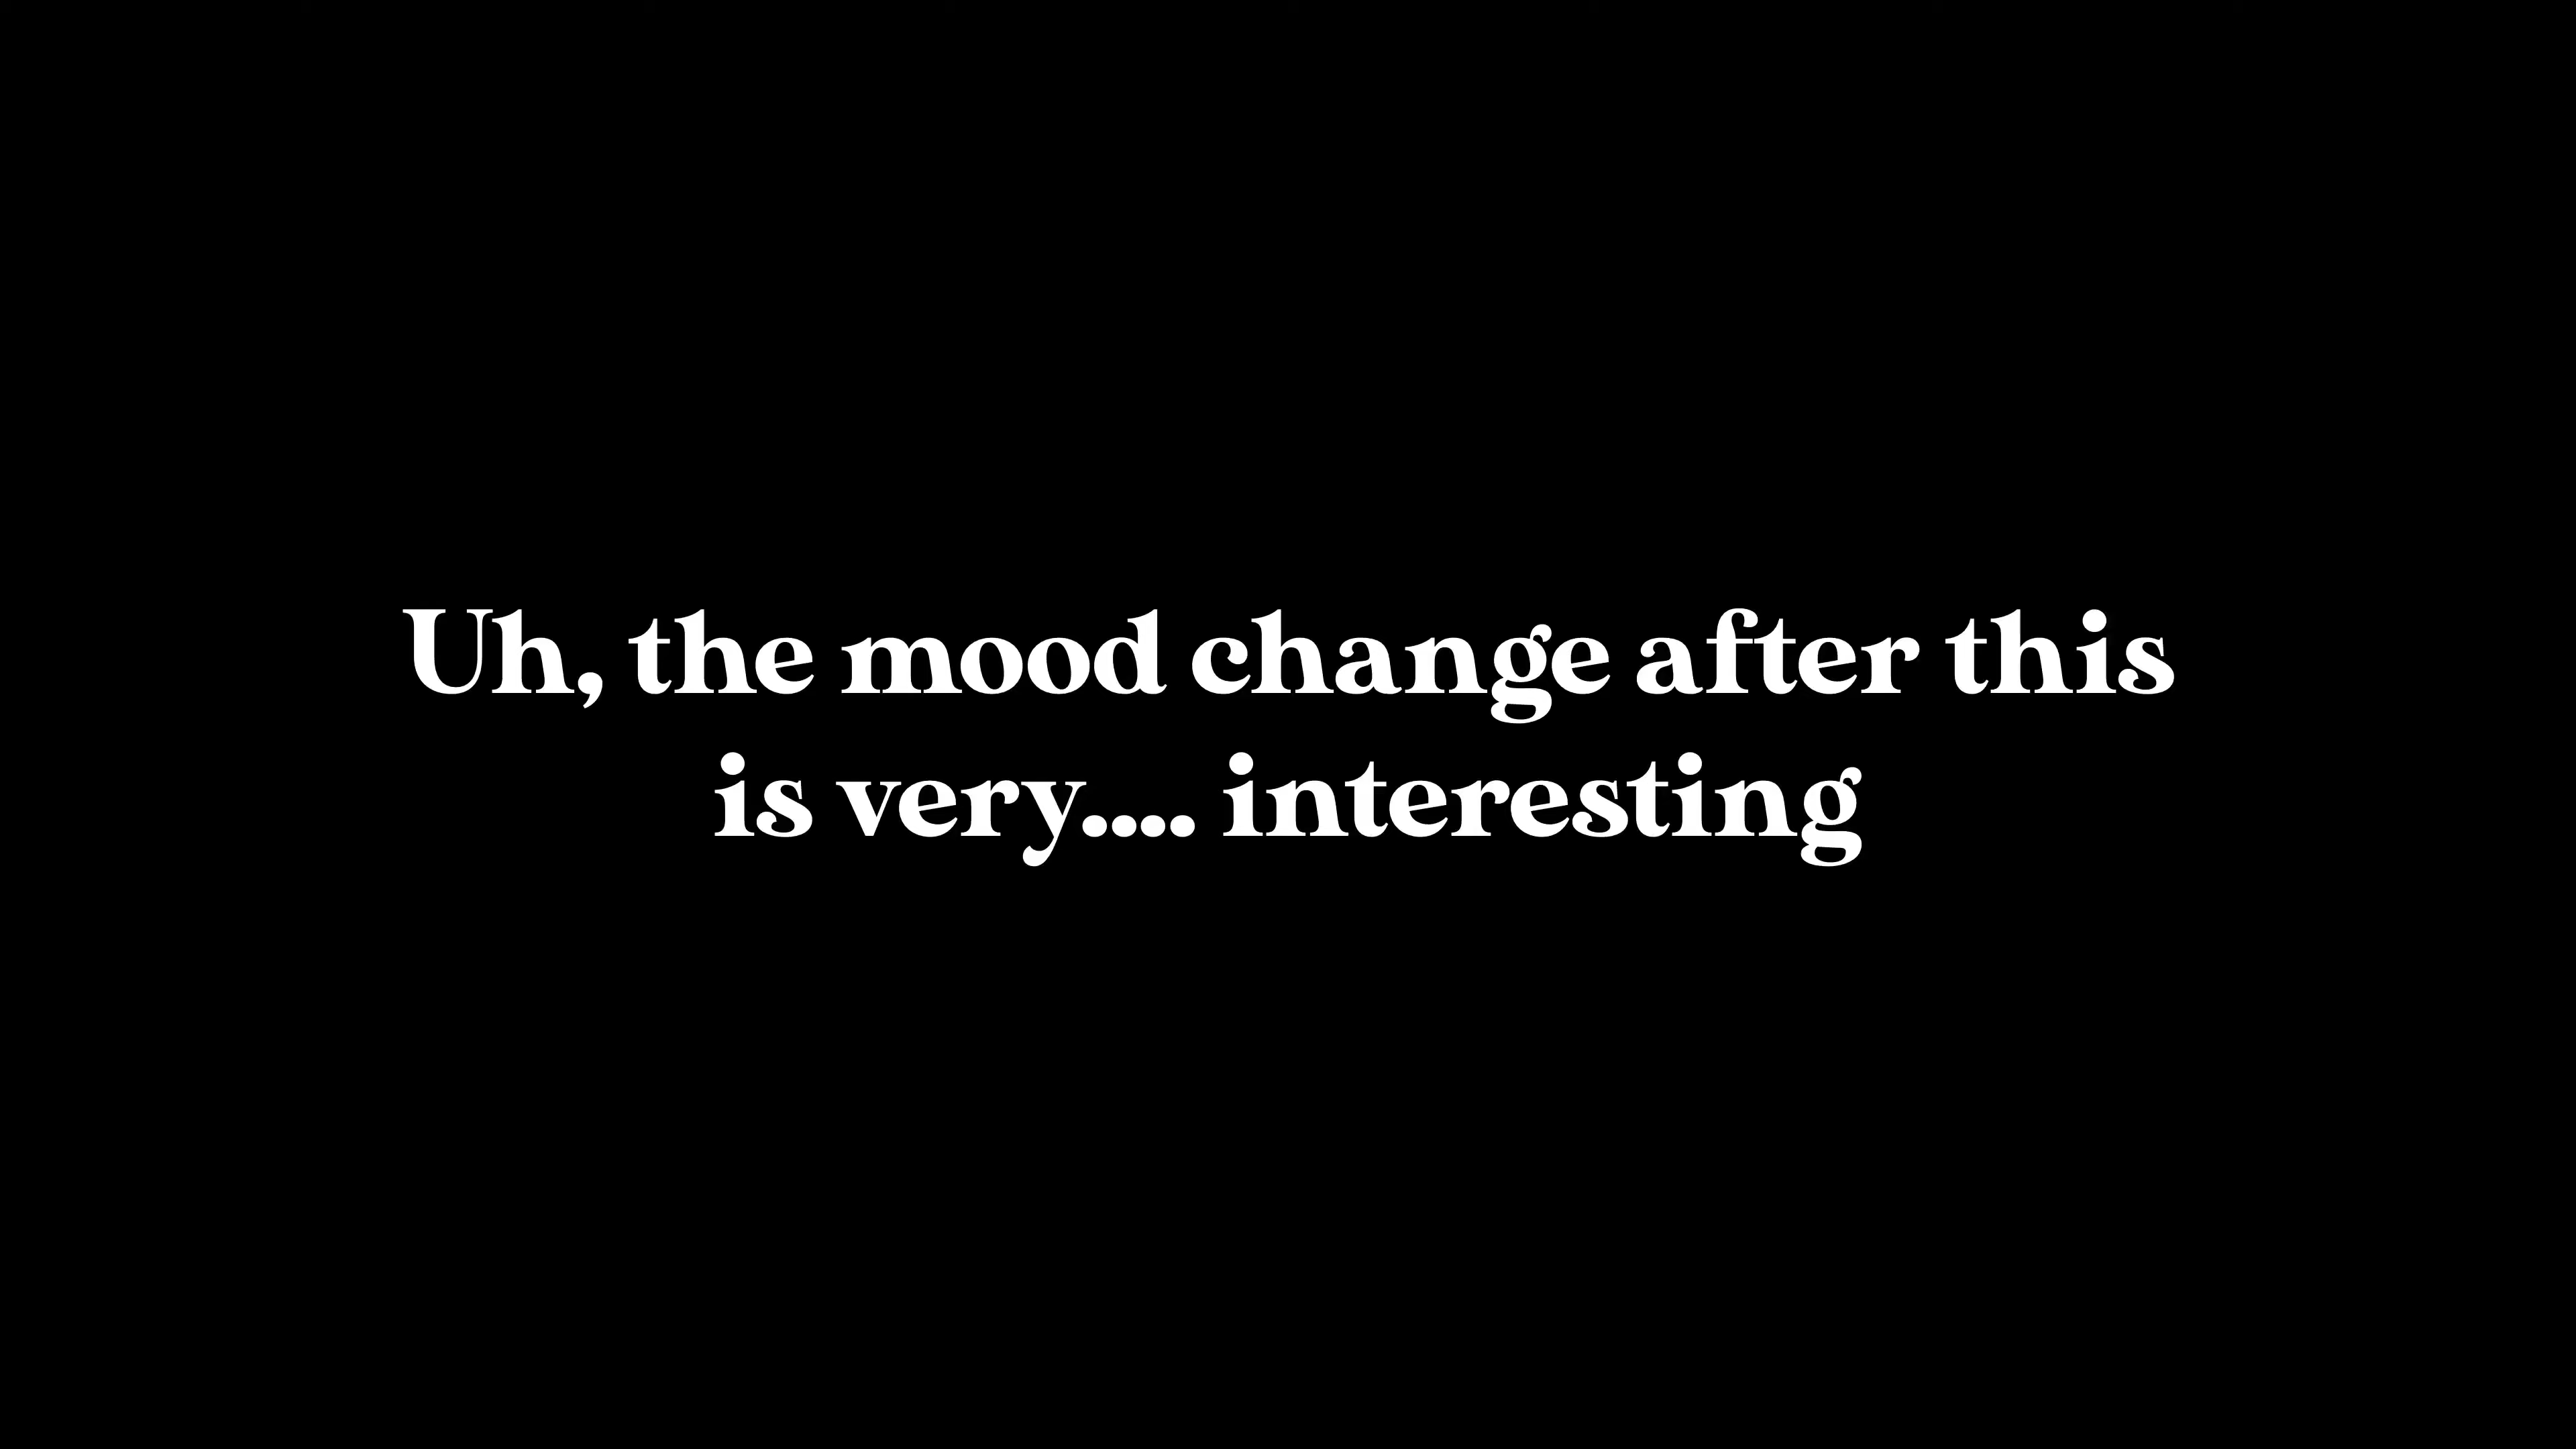 Uh, the mood change after this
is very.... interesting